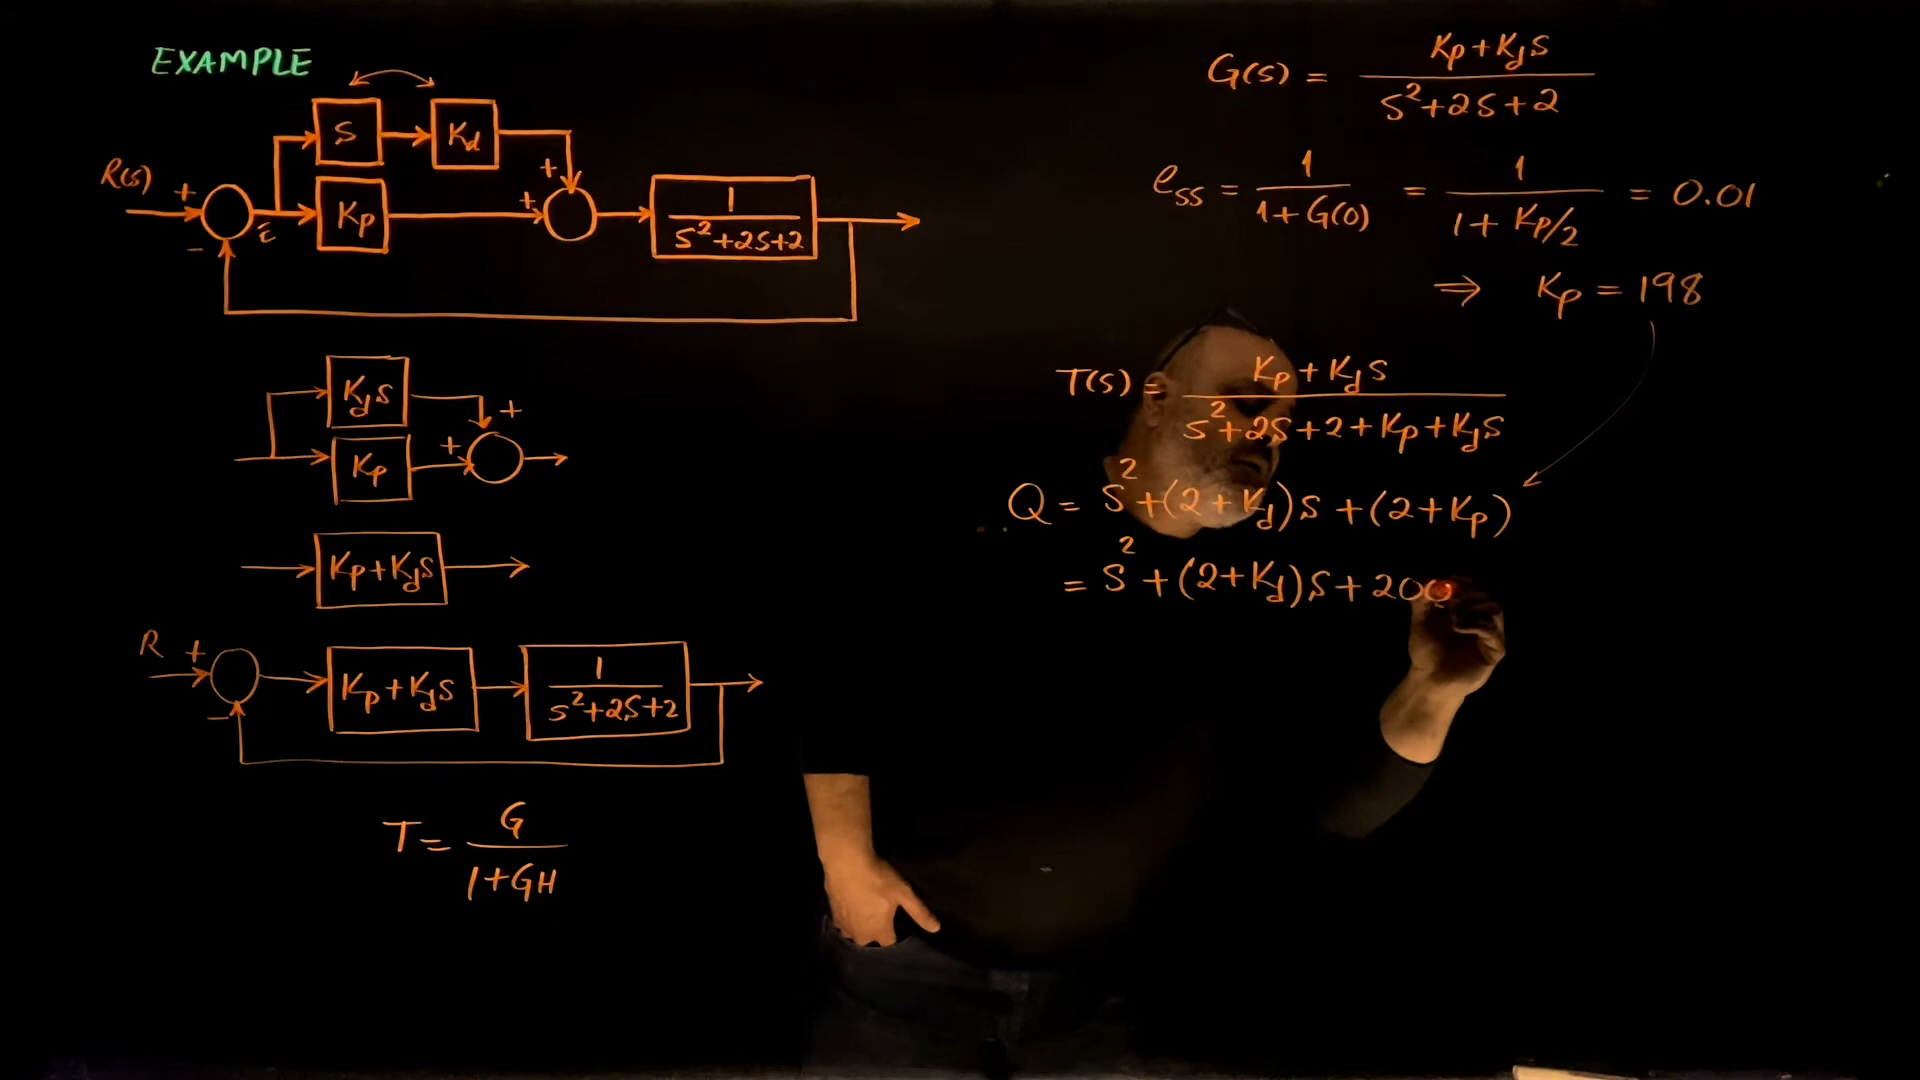 EXAMPLE
S
K_d
R(s) + + +
E
K_p
1/(s²+2s+2)
−
K_d s
+
K_p
+
K_p+K_d s
R +
K_p+K_d s
1/(s²+2s+2)
−
T = G/(1+GH)
G(s) = (K_p+K_d s)/(s²+2s+2)
e_ss = 1/(1+G(0)) = 1/(1+K_p/2) = 0.01
⇒ K_p = 198
T(s) = (K_p+K_d s)/(s²+2s+2+K_p+K_d s)
Q = s²+(2+K_d)s+(2+K_p)
= s²+(2+K_d)s+200